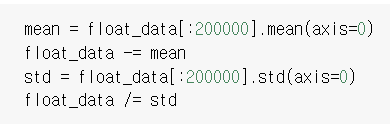 mean = float_data[:200000].mean(axis=0)
float_data -= mean
std = float_data[:200000].std(axis=0)
float_data /= std